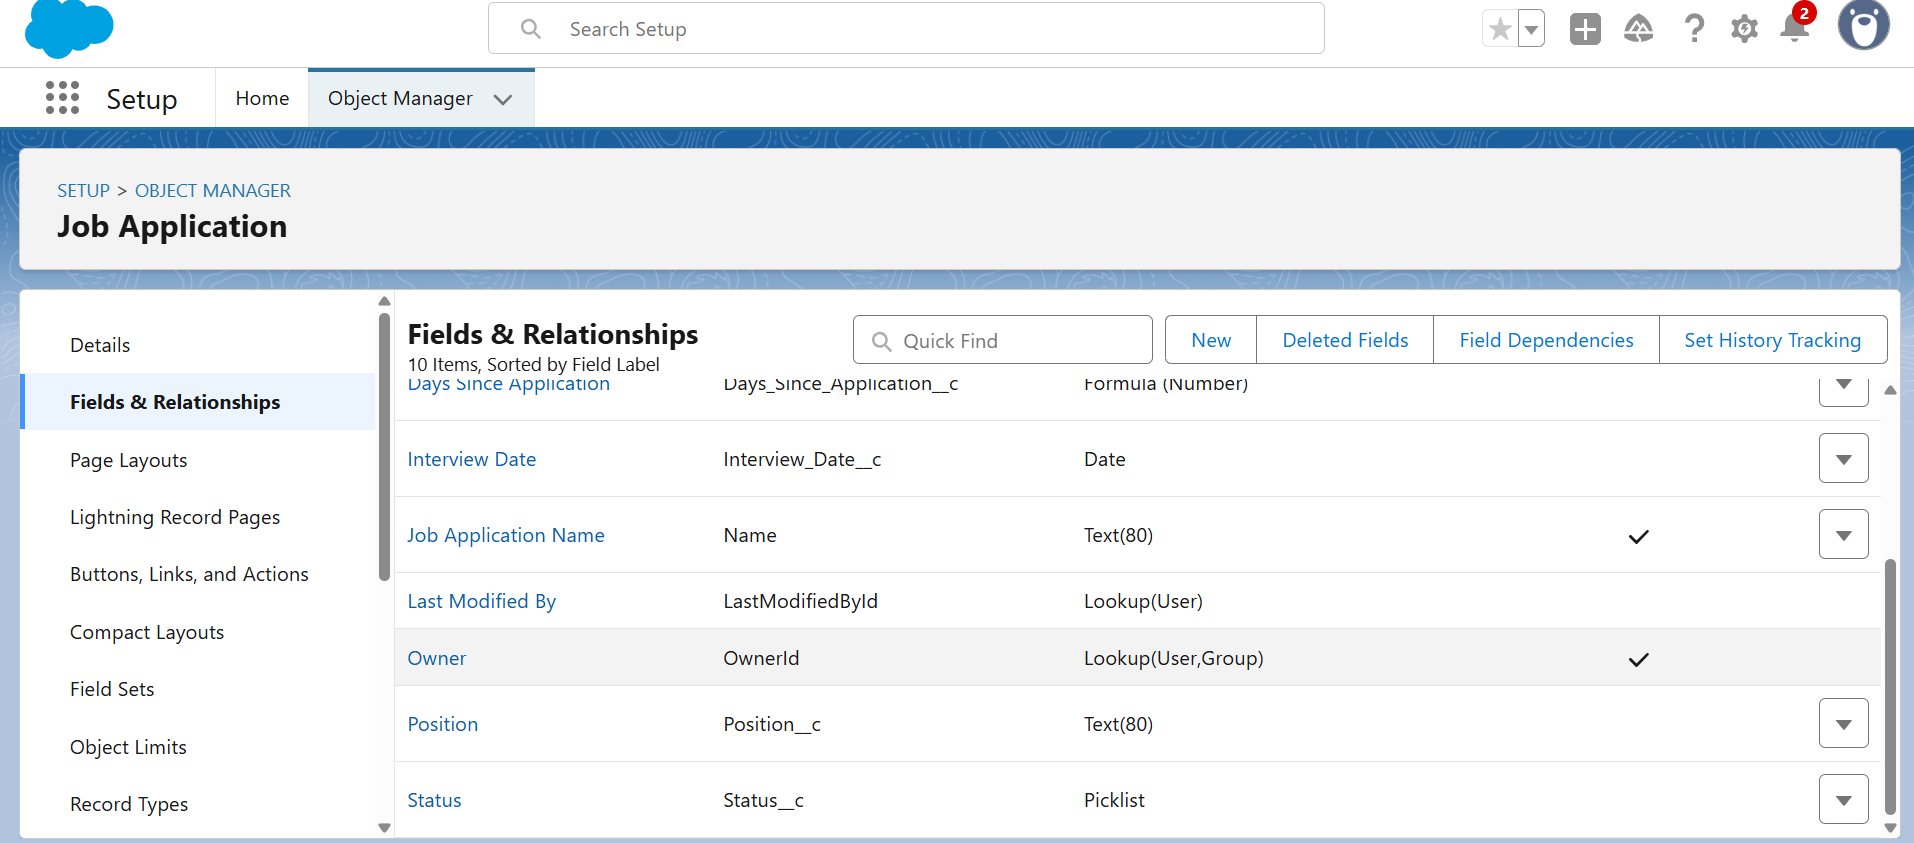 Search Setup
2
Setup
Home
Object Manager
SETUP > OBJECT MANAGER
Job Application
Details
Fields & Relationships
Page Layouts
Lightning Record Pages
Buttons, Links, and Actions
Compact Layouts
Field Sets
Object Limits
Record Types
Fields & Relationships
10 Items, Sorted by Field Label
Quick Find
New
Deleted Fields
Field Dependencies
Set History Tracking
Days Since Application Days_Since_Application__c Formula (Number)
Interview Date Interview_Date__c Date
Job Application Name Name Text(80)
Last Modified By LastModifiedById Lookup(User)
Owner OwnerId Lookup(User,Group)
Position Position__c Text(80)
Status Status__c Picklist